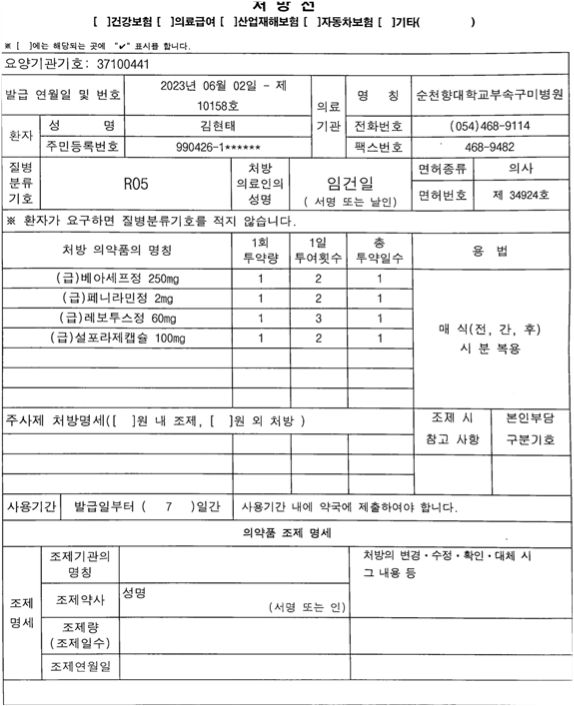 처 방 전
[  ]건강보험 [  ]의료급여 [  ]산업재해보험 [  ]자동차보험 [  ]기타(          )
※ [  ]에는 해당되는 곳에 "✓" 표시를 합니다.
요양기관기호: 37100441
발급 연월일 및 번호 2023년 06월 02일 - 제 10158호
의료기관 명 칭 순천향대학교부속구미병원
환자 성 명 김현태 전화번호 (054)468-9114
주민등록번호 990426-1****** 팩스번호 468-9482
질병분류기호 R05 처방 의료인의 성명 임건일 ( 서명 또는 날인) 면허종류 의사
면허번호 제 34924호
※ 환자가 요구하면 질병분류기호를 적지 않습니다.
처방 의약품의 명칭 1회 투약량 1일 투여횟수 총 투약일수 용 법
(급)베아세프정 250mg 1 2 1
(급)페니라민정 2mg 1 2 1
(급)레보투스정 60mg 1 3 1
(급)설포라제캡슐 100mg 1 2 1
매 식(전, 간, 후)
시 분 복용
주사제 처방명세([  ]원 내 조제, [  ]원 외 처방 ) 조제 시 참고 사항 본인부담 구분기호
사용기간 발급일부터 ( 7 )일간 사용기간 내에 약국에 제출하여야 합니다.
의약품 조제 명세
조제명세 조제기관의 명칭 처방의 변경·수정·확인·대체 시
그 내용 등
조제약사 성명
(서명 또는 인)
조제량
(조제일수)
조제연월일